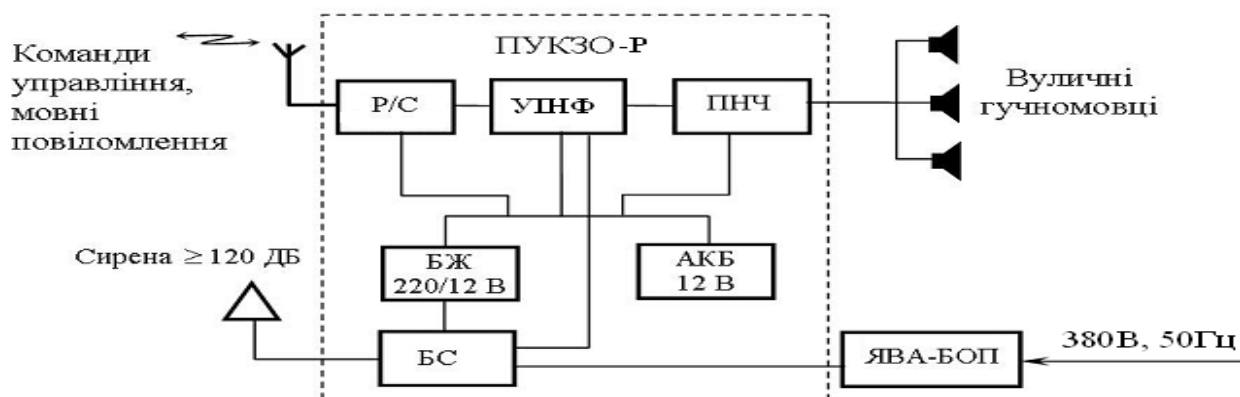 Команди
управління,
мовні
повідомлення
ПУКЗО-Р
Р/С
УПНФ
ПНЧ
Вуличні
гучномовці
Сирена ≥ 120 ДБ
БЖ
220/12 В
АКБ
12 В
БС
ЯВА-БОП
380В, 50Гц